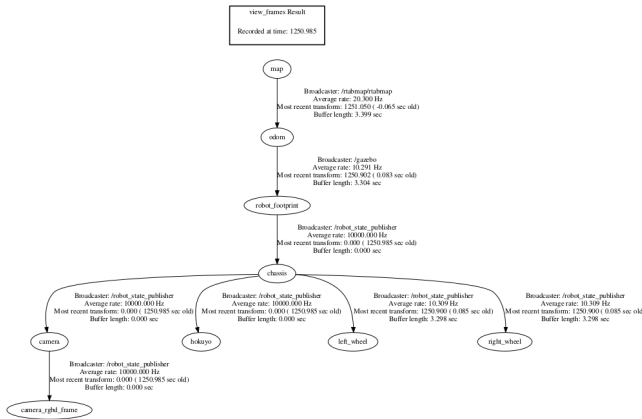 view_frames Result
Recorded at time: 1250.985
map
Broadcaster: /rtabmap/rtabmap
Average rate: 20.300 Hz
Most recent transform: 1251.050 ( -0.065 sec old)
Buffer length: 3.399 sec
odom
Broadcaster: /gazebo
Average rate: 10.291 Hz
Most recent transform: 1250.902 ( 0.083 sec old)
Buffer length: 3.304 sec
robot_footprint
Broadcaster: /robot_state_publisher
Average rate: 10000.000 Hz
Most recent transform: 0.000 ( 1250.985 sec old)
Buffer length: 0.000 sec
chassis
Broadcaster: /robot_state_publisher
Average rate: 10000.000 Hz
Most recent transform: 0.000 ( 1250.985 sec old)
Buffer length: 0.000 sec
Broadcaster: /robot_state_publisher
Average rate: 10000.000 Hz
Most recent transform: 0.000 ( 1250.985 sec old)
Buffer length: 0.000 sec
Broadcaster: /robot_state_publisher
Average rate: 10.309 Hz
Most recent transform: 1250.900 ( 0.085 sec old)
Buffer length: 3.298 sec
Broadcaster: /robot_state_publisher
Average rate: 10.309 Hz
Most recent transform: 1250.900 ( 0.085 sec old)
Buffer length: 3.298 sec
camera
hokuyo
left_wheel
right_wheel
Broadcaster: /robot_state_publisher
Average rate: 10000.000 Hz
Most recent transform: 0.000 ( 1250.985 sec old)
Buffer length: 0.000 sec
camera_rgbd_frame